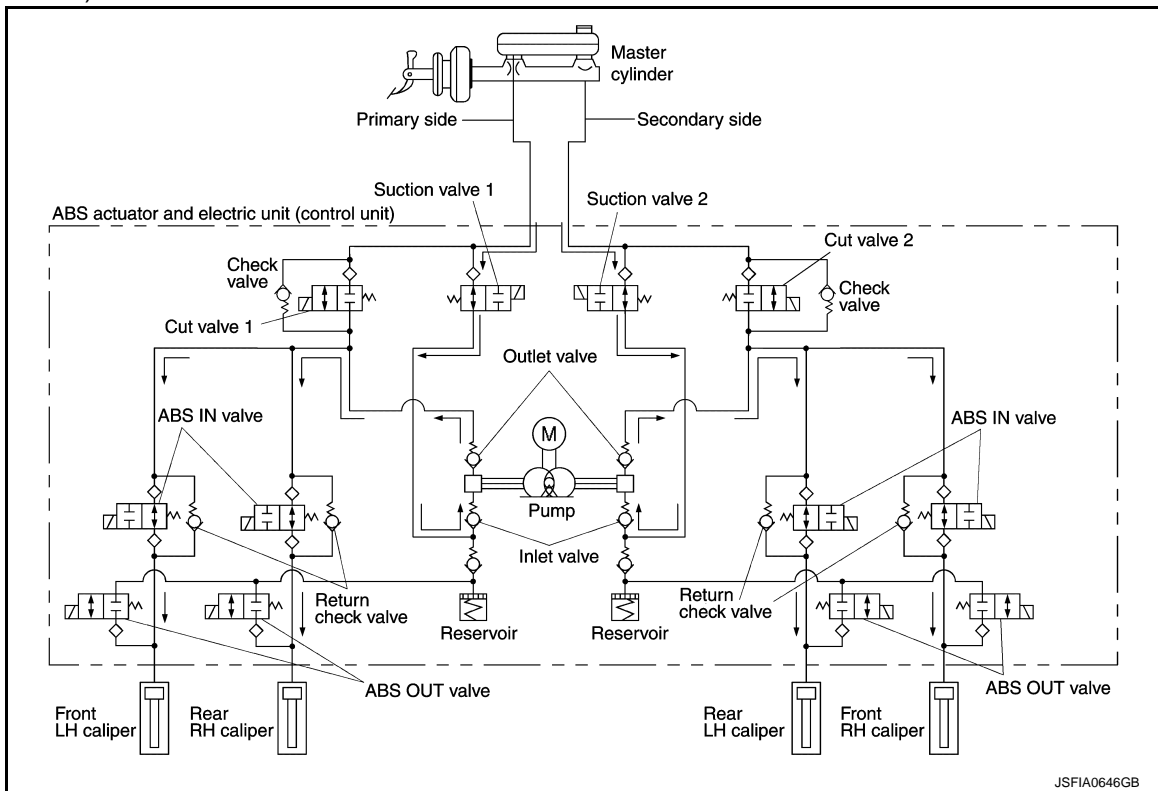 Master
cylinder
Primary side
Secondary side
Suction valve 1
Suction valve 2
ABS actuator and electric unit (control unit)
Cut valve 2
Check
valve
Check
valve
Cut valve 1
Outlet valve
ABS IN valve
ABS IN valve
M
Pump
Inlet valve
Return
check valve
Return
check valve
Reservoir
Reservoir
ABS OUT valve
ABS OUT valve
Front
LH caliper
Rear
RH caliper
Rear
LH caliper
Front
RH caliper
JSFIA0646GB